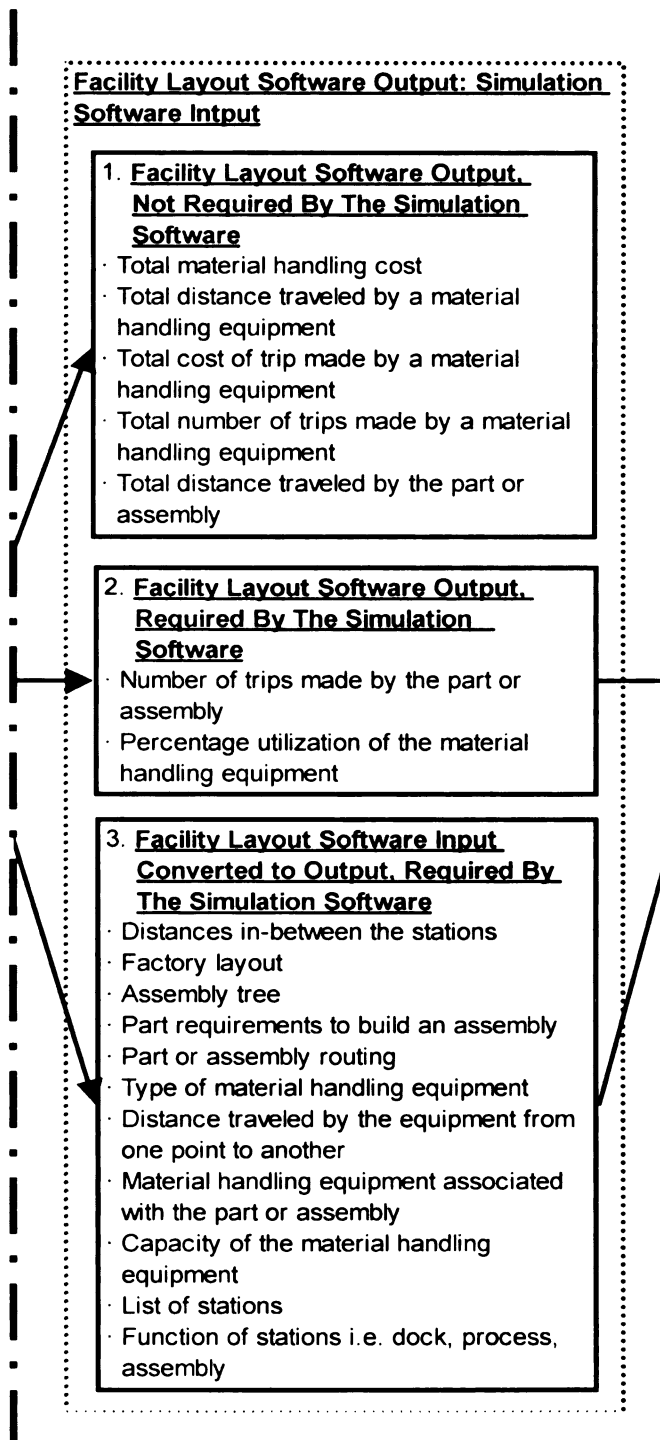 Facility Layout Software Output: Simulation
Software Intput
1. Facility Layout Software Output,
Not Required By The Simulation
Software
· Total material handling cost
· Total distance traveled by a material
handling equipment
· Total cost of trip made by a material
handling equipment
· Total number of trips made by a material
handling equipment
· Total distance traveled by the part or
assembly
2. Facility Layout Software Output,
Required By The Simulation
Software
· Number of trips made by the part or
assembly
· Percentage utilization of the material
handling equipment
3. Facility Layout Software Input
Converted to Output, Required By
The Simulation Software
· Distances in-between the stations
· Factory layout
· Assembly tree
· Part requirements to build an assembly
· Part or assembly routing
· Type of material handling equipment
· Distance traveled by the equipment from
one point to another
· Material handling equipment associated
with the part or assembly
· Capacity of the material handling
equipment
· List of stations
· Function of stations i.e. dock, process,
assembly